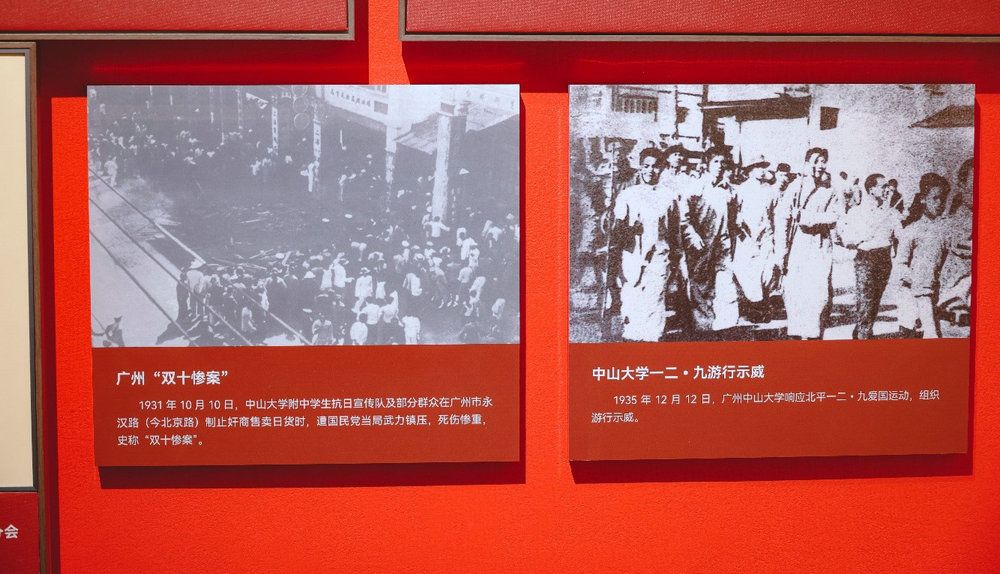 广州“双十惨案”
1931 年 10 月 10 日，中山大学附中学生抗日宣传队及部分群众在广州市永
汉路（今北京路）制止奸商售卖日货时，遭国民党当局武力镇压，死伤惨重，
史称“双十惨案”。
中山大学一二·九游行示威
1935 年 12 月 12 日，广州中山大学响应北平一二·九爱国运动，组织
游行示威。
会